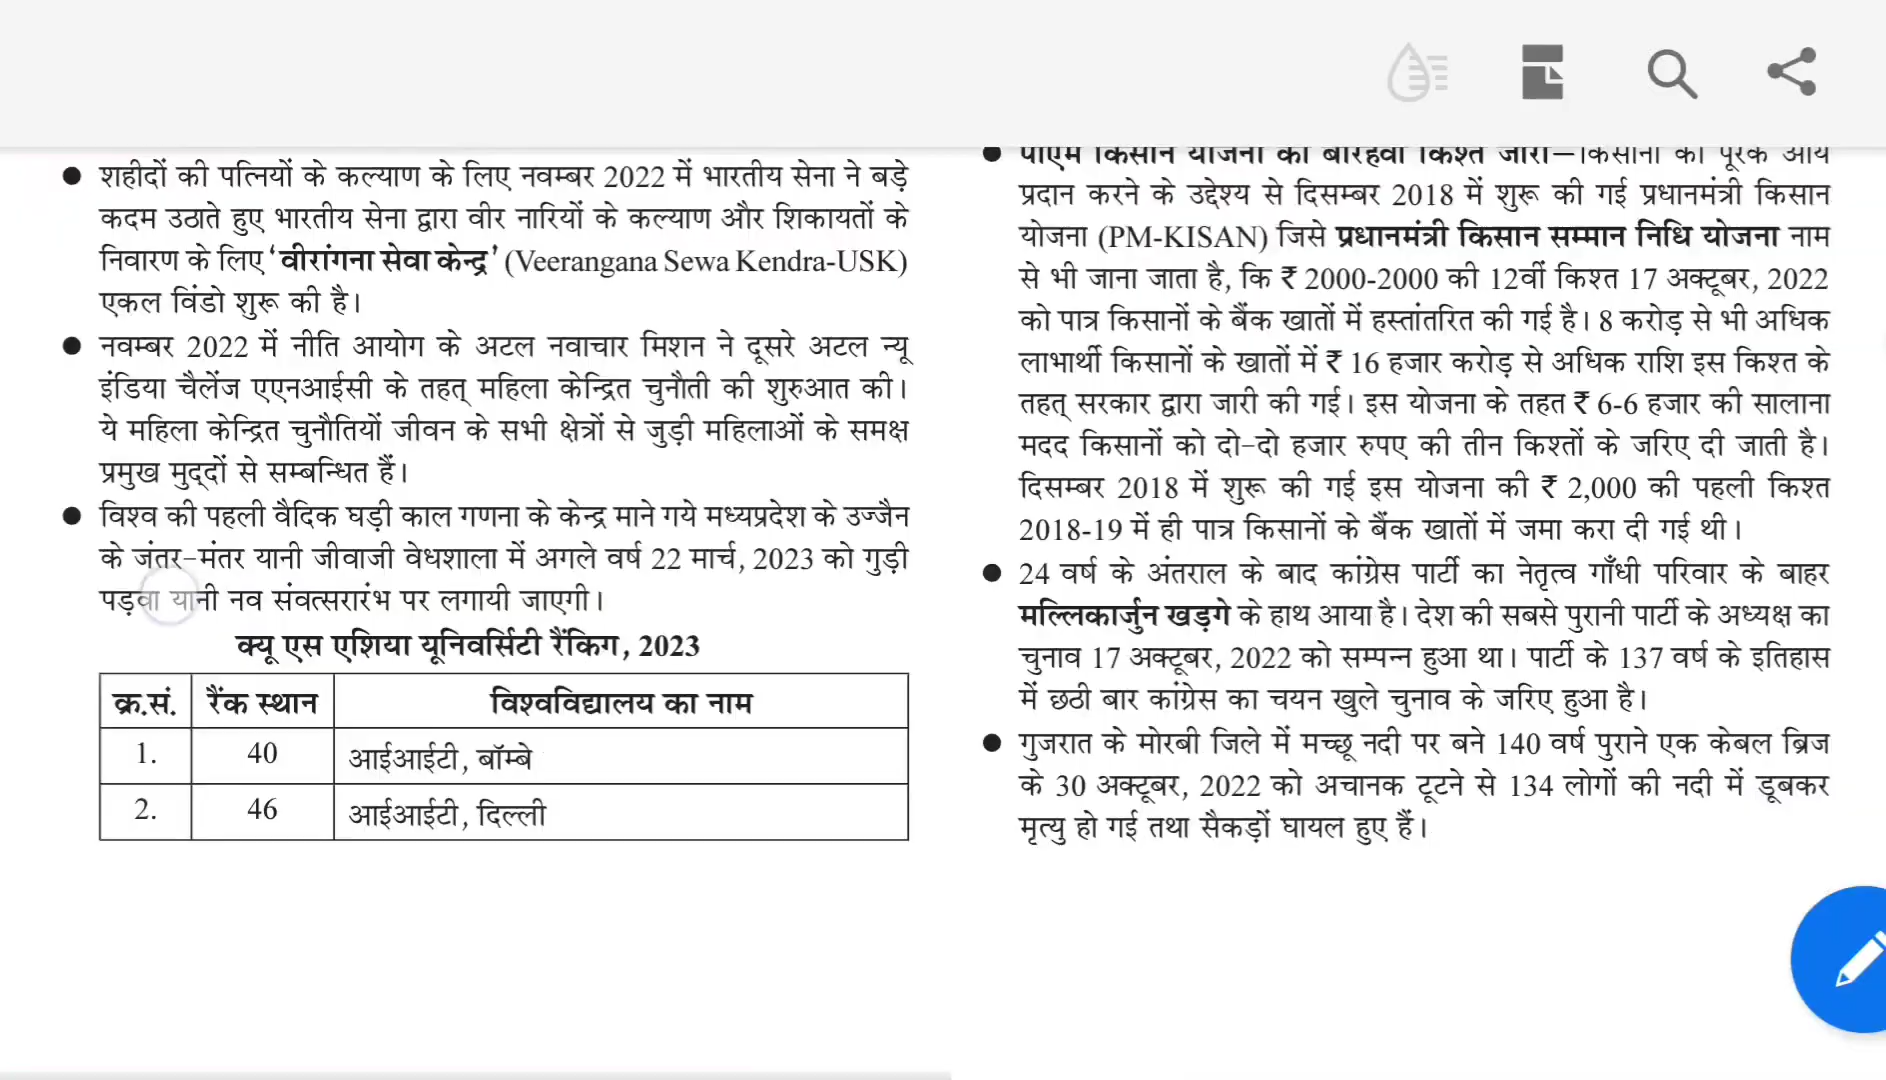 ● शहीदों की पत्नियों के कल्याण के लिए नवम्बर 2022 में भारतीय सेना ने बड़े
कदम उठाते हुए भारतीय सेना द्वारा वीर नारियों के कल्याण और शिकायतों के
निवारण के लिए ‘वीरांगना सेवा केन्द्र’ (Veerangana Sewa Kendra-USK)
एकल विंडो शुरू की है।
● नवम्बर 2022 में नीति आयोग के अटल नवाचार मिशन ने दूसरे अटल न्यू
इंडिया चैलेंज एएनआईसी के तहत् महिला केन्द्रित चुनौती की शुरुआत की।
ये महिला केन्द्रित चुनौतियों जीवन के सभी क्षेत्रों से जुड़ी महिलाओं के समक्ष
प्रमुख मुद्दों से सम्बन्धित हैं।
● विश्व की पहली वैदिक घड़ी काल गणना के केन्द्र माने गये मध्यप्रदेश के उज्जैन
के जंतर-मंतर यानी जीवाजी वेधशाला में अगले वर्ष 22 मार्च, 2023 को गुड़ी
पड़वा यानी नव संवत्सरारंभ पर लगायी जाएगी।
क्यू एस एशिया यूनिवर्सिटी रैंकिग, 2023
क्र.सं. रैंक स्थान विश्वविद्यालय का नाम
1. 40 आईआईटी, बॉम्बे
2. 46 आईआईटी, दिल्ली
● पीएम किसान योजना की बारहवीं किश्त जारी—किसानों को पूरक आय
प्रदान करने के उद्देश्य से दिसम्बर 2018 में शुरू की गई प्रधानमंत्री किसान
योजना (PM-KISAN) जिसे प्रधानमंत्री किसान सम्मान निधि योजना नाम
से भी जाना जाता है, कि ₹ 2000-2000 की 12वीं किश्त 17 अक्टूबर, 2022
को पात्र किसानों के बैंक खातों में हस्तांतरित की गई है। 8 करोड़ से भी अधिक
लाभार्थी किसानों के खातों में ₹ 16 हजार करोड़ से अधिक राशि इस किश्त के
तहत् सरकार द्वारा जारी की गई। इस योजना के तहत ₹ 6-6 हजार की सालाना
मदद किसानों को दो-दो हजार रुपए की तीन किश्तों के जरिए दी जाती है।
दिसम्बर 2018 में शुरू की गई इस योजना की ₹ 2,000 की पहली किश्त
2018-19 में ही पात्र किसानों के बैंक खातों में जमा करा दी गई थी।
● 24 वर्ष के अंतराल के बाद कांग्रेस पार्टी का नेतृत्व गाँधी परिवार के बाहर
मल्लिकार्जुन खड़गे के हाथ आया है। देश की सबसे पुरानी पार्टी के अध्यक्ष का
चुनाव 17 अक्टूबर, 2022 को सम्पन्न हुआ था। पार्टी के 137 वर्ष के इतिहास
में छठी बार कांग्रेस का चयन खुले चुनाव के जरिए हुआ है।
● गुजरात के मोरबी जिले में मच्छू नदी पर बने 140 वर्ष पुराने एक केबल ब्रिज
के 30 अक्टूबर, 2022 को अचानक टूटने से 134 लोगों की नदी में डूबकर
मृत्यु हो गई तथा सैकड़ों घायल हुए हैं।